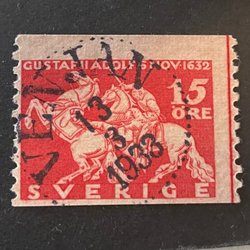 GUSTAF II ADOLF 6 NOV. 1632
15
ÖRE
13
3
1933
SVERIGE